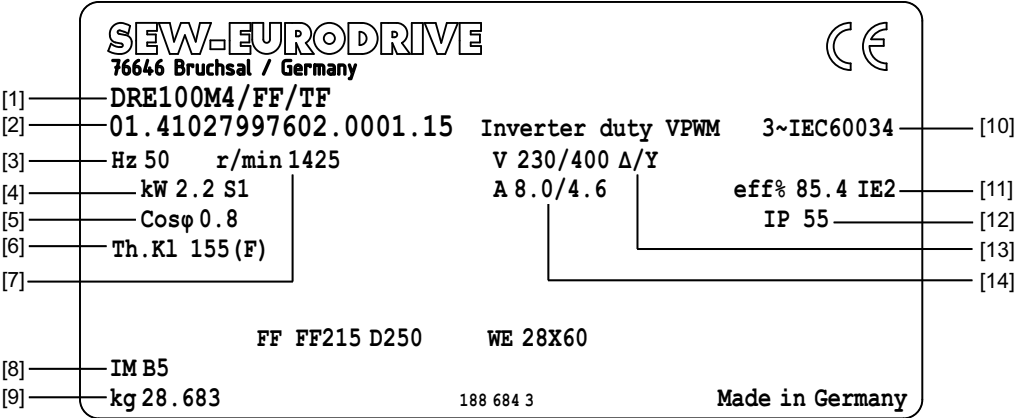 SEW-EURODRIVE
76646 Bruchsal / Germany
[1] DRE100M4/FF/TF
[2] 01.41027997602.0001.15 Inverter duty VPWM 3~IEC60034 [10]
[3] Hz 50 r/min 1425 V 230/400 Δ/Y
[4] kW 2.2 S1 A 8.0/4.6 eff% 85.4 IE2 [11]
[5] Cosφ 0.8 IP 55 [12]
[6] Th.Kl 155(F) [13]
[7] [14]
FF FF215 D250 WE 28X60
[8] IM B5
[9] kg 28.683 188 684 3 Made in Germany
CE